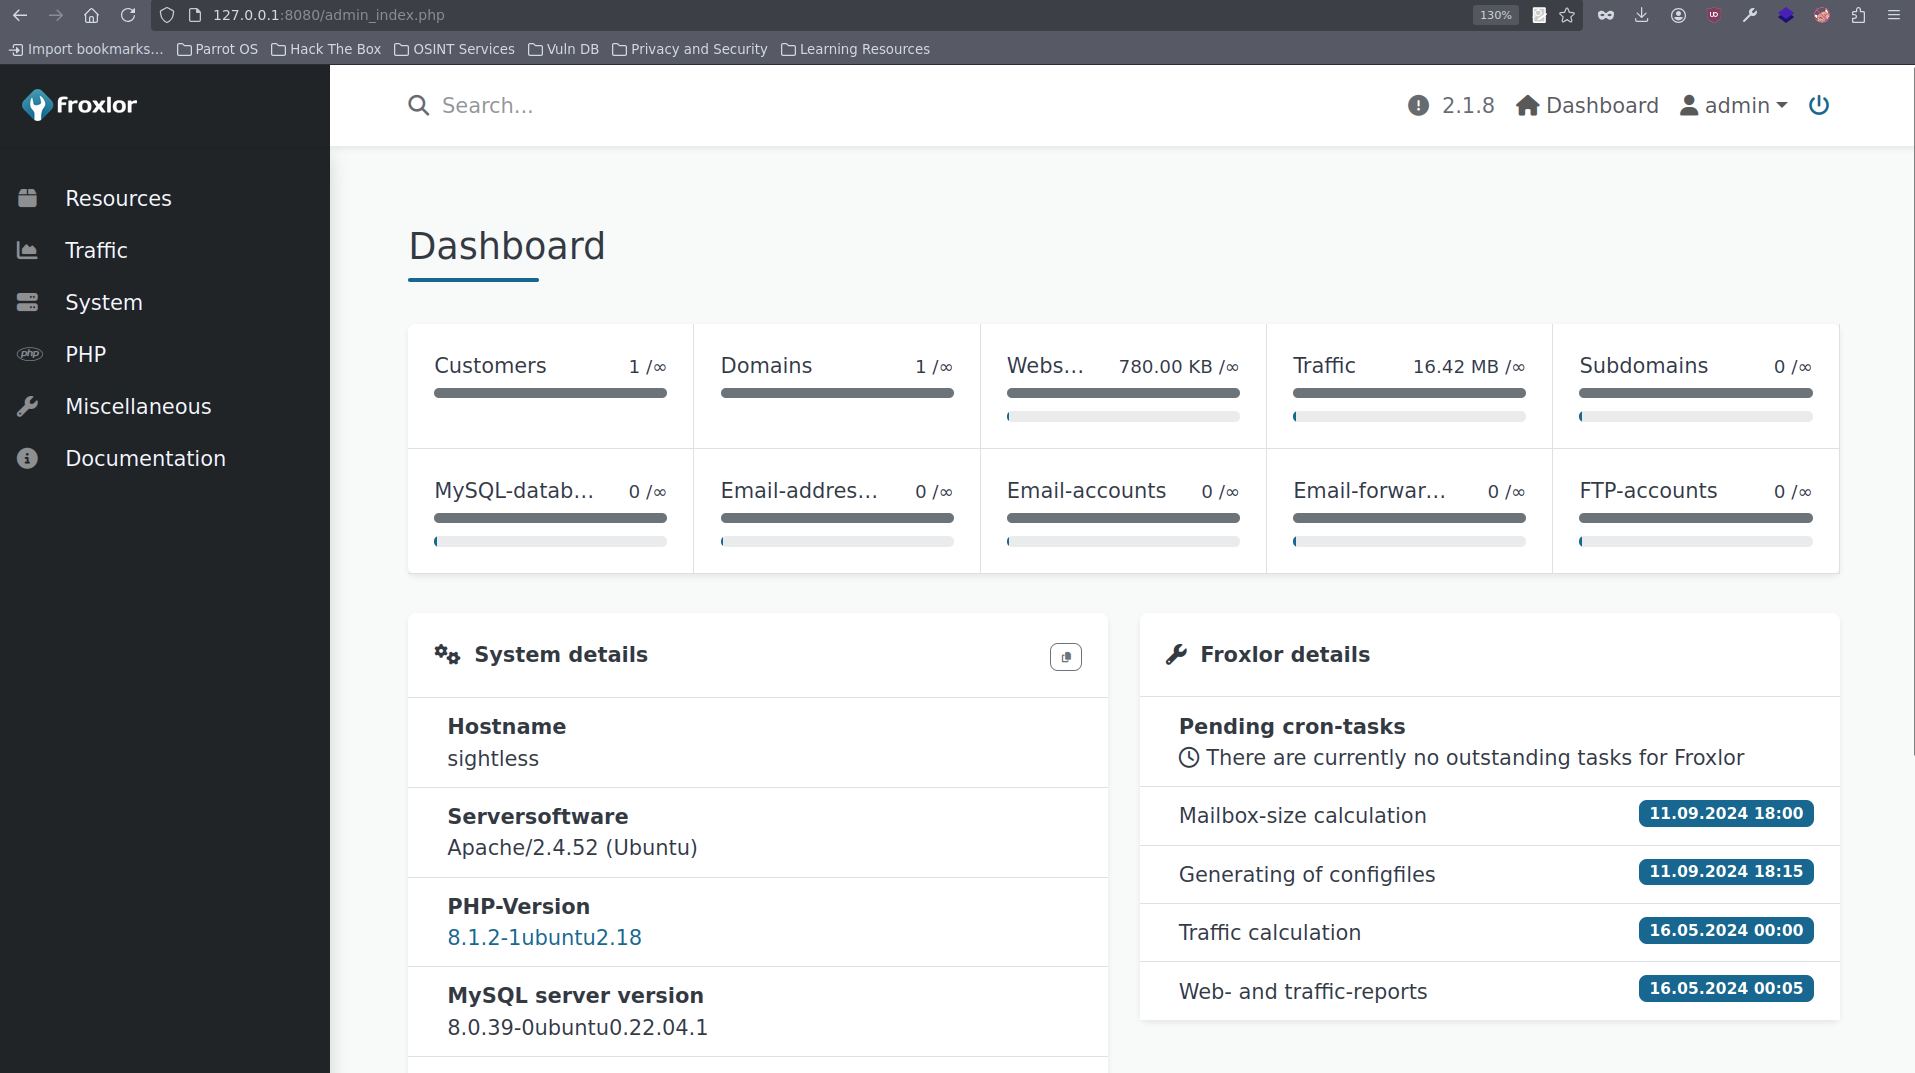 127.0.0.1:8080/admin_index.php 130%
Import bookmarks... Parrot OS Hack The Box OSINT Services Vuln DB Privacy and Security Learning Resources
froxlor
Search... 2.1.8 Dashboard admin
Resources
Traffic
System
php PHP
Miscellaneous
Documentation
Dashboard
Customers 1 /∞ Domains 1 /∞ Webs... 780.00 KB /∞ Traffic 16.42 MB /∞ Subdomains 0 /∞
MySQL-datab... 0 /∞ Email-addres... 0 /∞ Email-accounts 0 /∞ Email-forwar... 0 /∞ FTP-accounts 0 /∞
System details
Hostname
sightless
Serversoftware
Apache/2.4.52 (Ubuntu)
PHP-Version
8.1.2-1ubuntu2.18
MySQL server version
8.0.39-0ubuntu0.22.04.1
Froxlor details
Pending cron-tasks
There are currently no outstanding tasks for Froxlor
Mailbox-size calculation 11.09.2024 18:00
Generating of configfiles 11.09.2024 18:15
Traffic calculation 16.05.2024 00:00
Web- and traffic-reports 16.05.2024 00:05